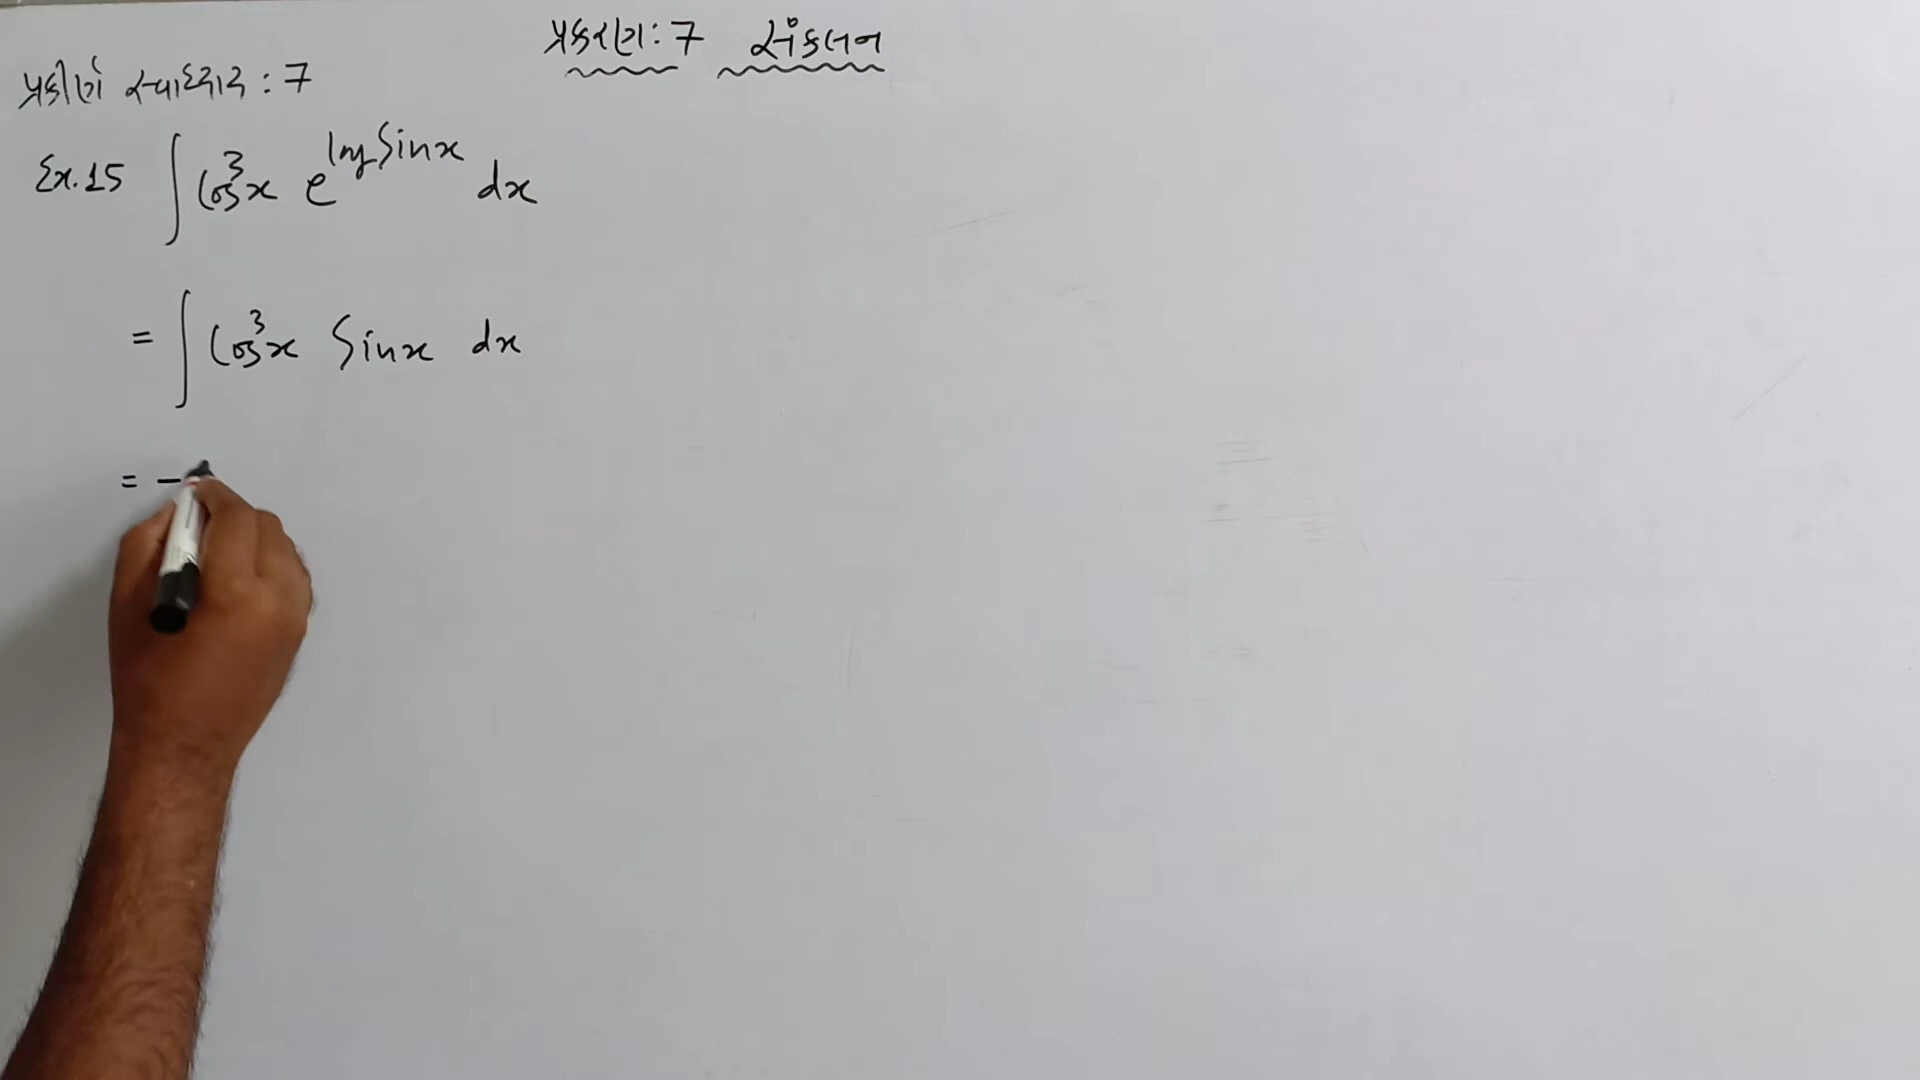 પ્રકરણ: 7 સંકલન
પ્રકીર્ણ સ્વાધ્યાય : 7
Ex.15 ∫ Cos³x e^(log Sinx) dx
= ∫ Cos³x Sinx dx
= −